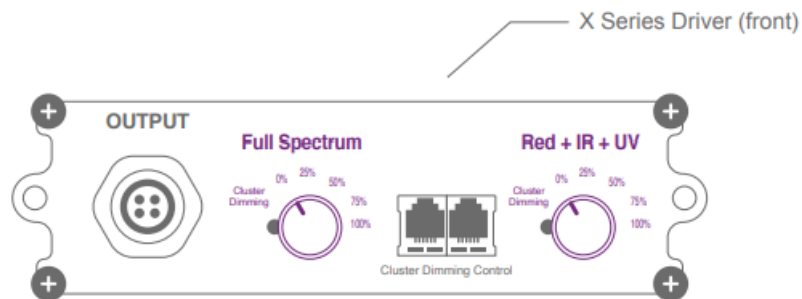 X Series Driver (front)
OUTPUT
Full Spectrum
Cluster
Dimming
0%
25%
50%
75%
100%
Cluster Dimming Control
Red + IR + UV
Cluster
Dimming
0%
25%
50%
75%
100%